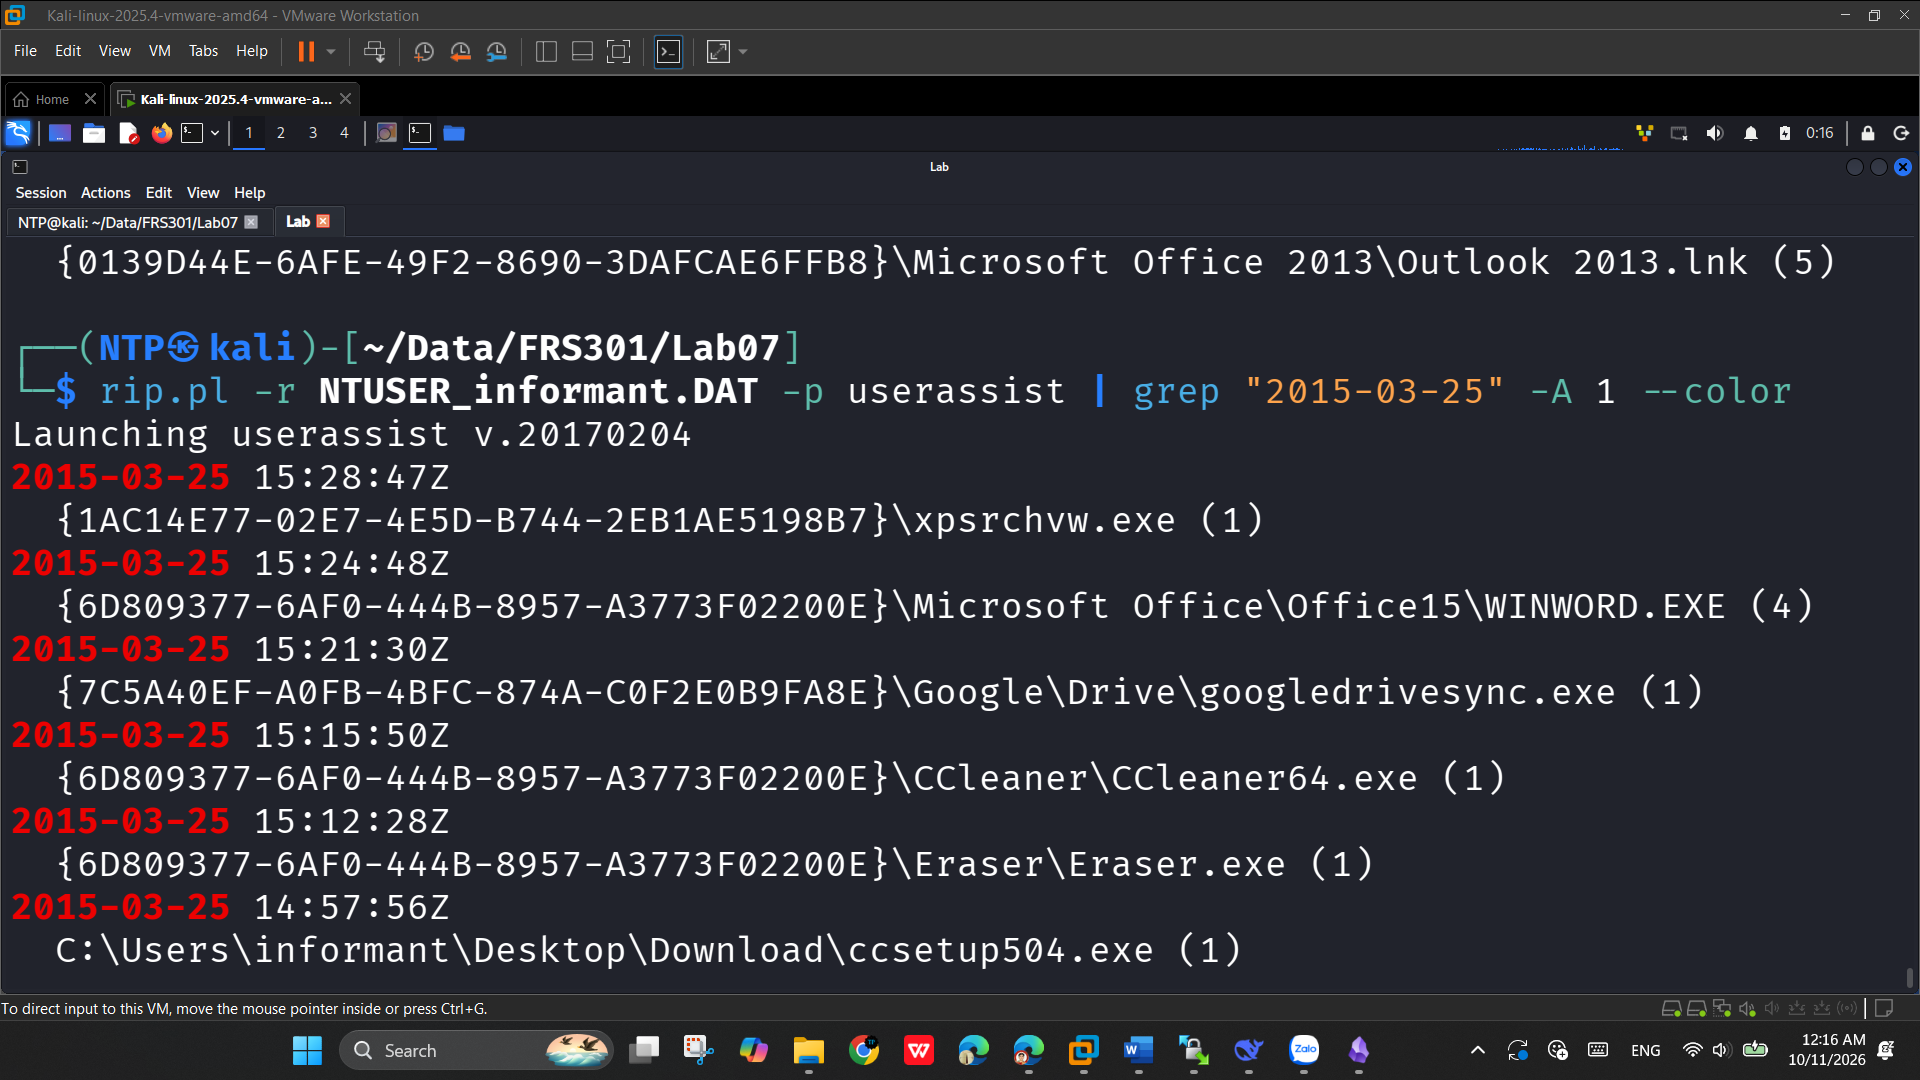 Kali-linux-2025.4-vmware-amd64 - VMware Workstation
File Edit View VM Tabs Help
Home Kali-linux-2025.4-vmware-a...
1 2 3 4 0:16
Lab
Session Actions Edit View Help
NTP@kali: ~/Data/FRS301/Lab07 Lab
{0139D44E-6AFE-49F2-8690-3DAFCAE6FFB8}\Microsoft Office 2013\Outlook 2013.lnk (5)
┌──(NTP㉿kali)-[~/Data/FRS301/Lab07]
└─$ rip.pl -r NTUSER_informant.DAT -p userassist | grep "2015-03-25" -A 1 --color
Launching userassist v.20170204
2015-03-25 15:28:47Z
{1AC14E77-02E7-4E5D-B744-2EB1AE5198B7}\xpsrchvw.exe (1)
2015-03-25 15:24:48Z
{6D809377-6AF0-444B-8957-A3773F02200E}\Microsoft Office\Office15\WINWORD.EXE (4)
2015-03-25 15:21:30Z
{7C5A40EF-A0FB-4BFC-874A-C0F2E0B9FA8E}\Google\Drive\googledrivesync.exe (1)
2015-03-25 15:15:50Z
{6D809377-6AF0-444B-8957-A3773F02200E}\CCleaner\CCleaner64.exe (1)
2015-03-25 15:12:28Z
{6D809377-6AF0-444B-8957-A3773F02200E}\Eraser\Eraser.exe (1)
2015-03-25 14:57:56Z
C:\Users\informant\Desktop\Download\ccsetup504.exe (1)
To direct input to this VM, move the mouse pointer inside or press Ctrl+G.
Search
Zalo
ENG
12:16 AM
10/11/2026